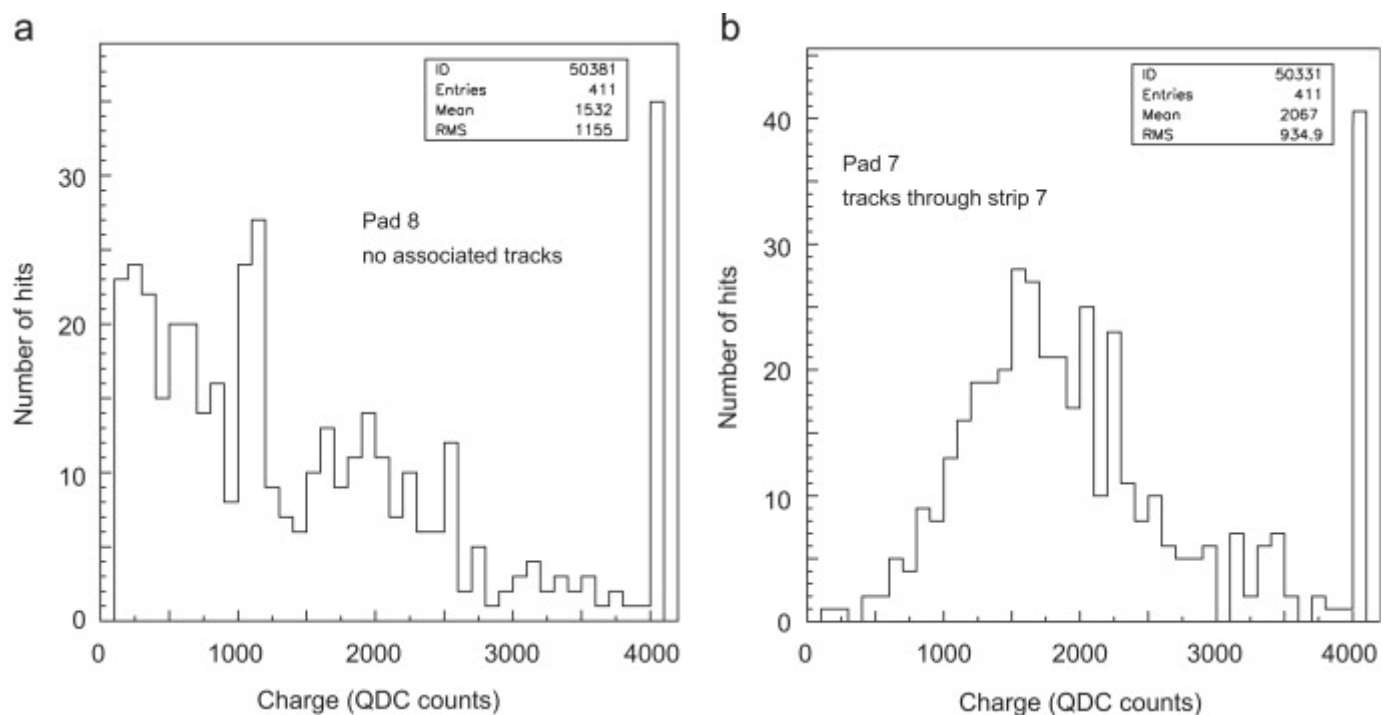 a
ID 50381
Entries 411
Mean 1532
RMS 1155
Pad 8
no associated tracks
Number of hits
30
20
10
0
0 1000 2000 3000 4000
Charge (QDC counts)
b
ID 50331
Entries 411
Mean 2067
RMS 934.9
Pad 7
tracks through strip 7
Number of hits
40
30
20
10
0
0 1000 2000 3000 4000
Charge (QDC counts)